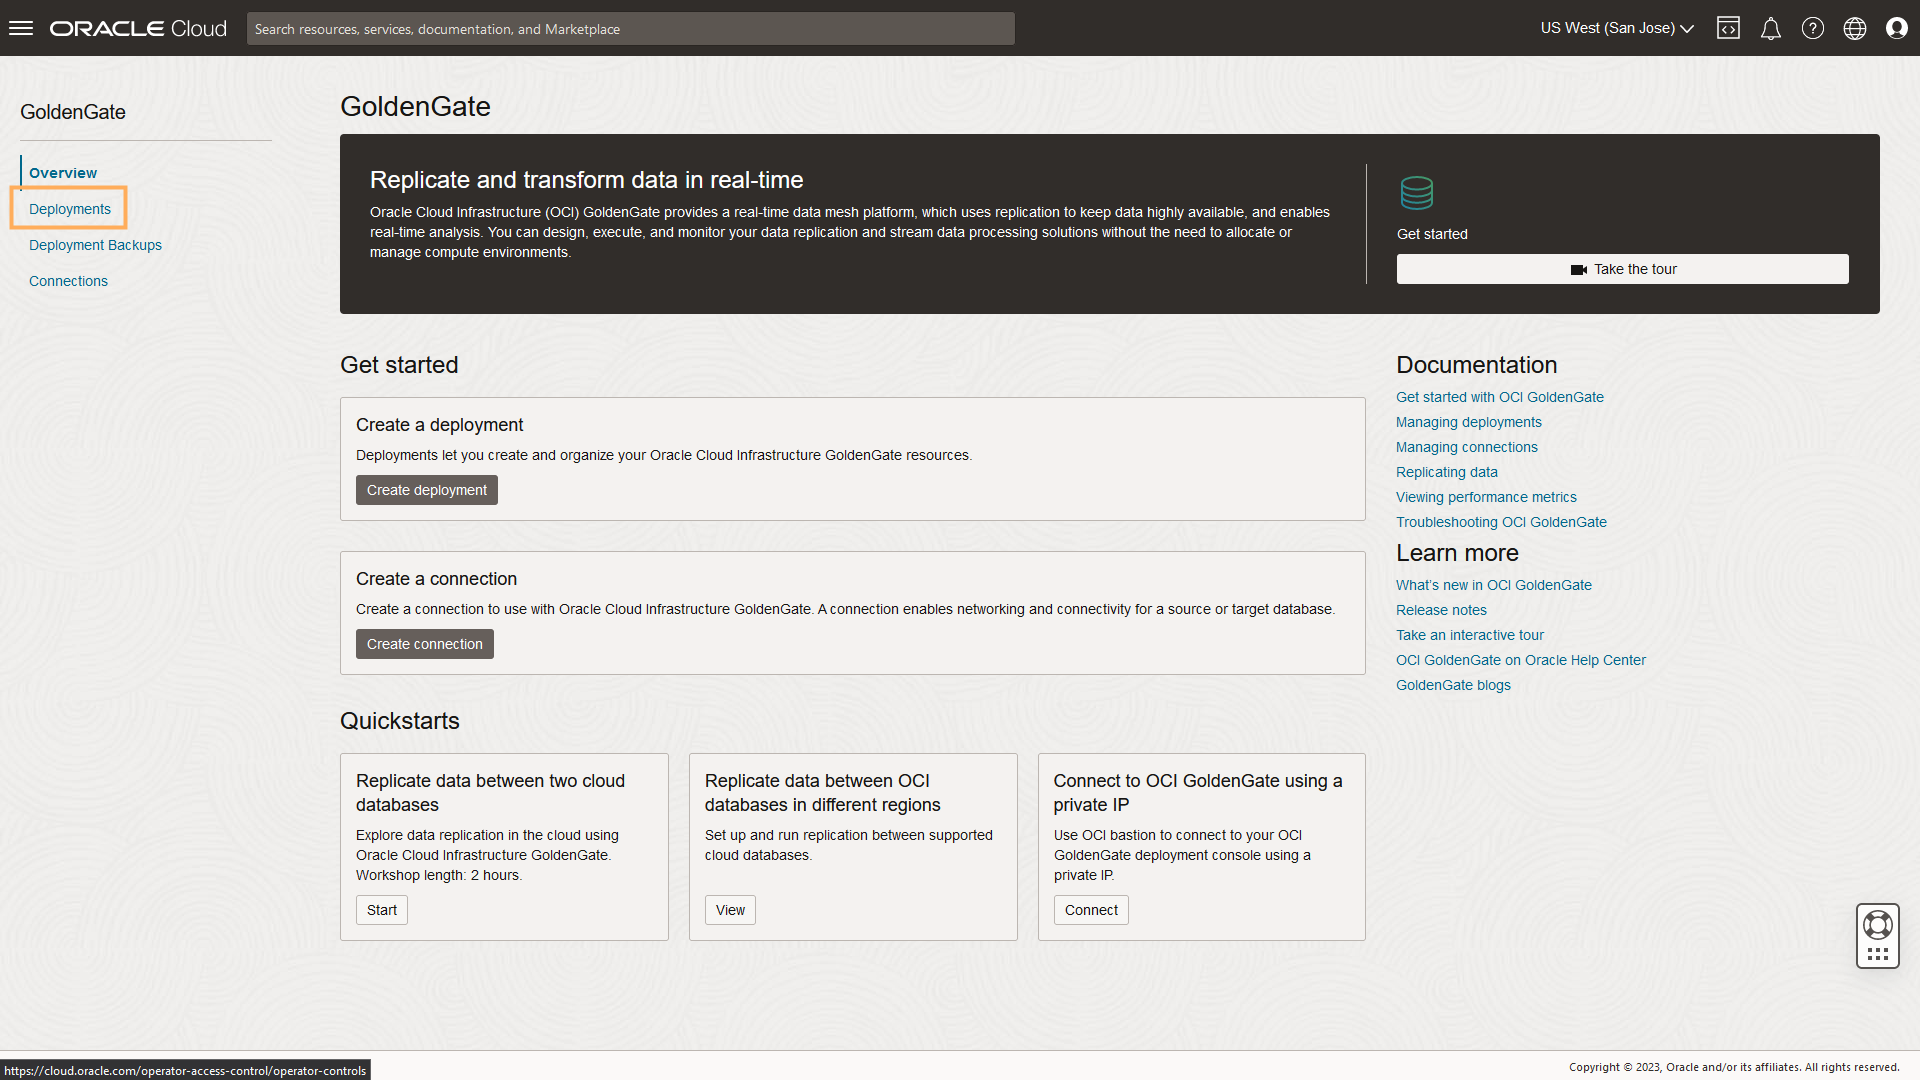 ORACLE Cloud
Search resources, services, documentation, and Marketplace
US West (San Jose)
GoldenGate
Overview
Deployments
Deployment Backups
Connections
GoldenGate
Replicate and transform data in real-time
Oracle Cloud Infrastructure (OCI) GoldenGate provides a real-time data mesh platform, which uses replication to keep data highly available, and enables
real-time analysis. You can design, execute, and monitor your data replication and stream data processing solutions without the need to allocate or
manage compute environments.
Get started
Take the tour
Get started
Create a deployment
Deployments let you create and organize your Oracle Cloud Infrastructure GoldenGate resources.
Create deployment
Create a connection
Create a connection to use with Oracle Cloud Infrastructure GoldenGate. A connection enables networking and connectivity for a source or target database.
Create connection
Documentation
Get started with OCI GoldenGate
Managing deployments
Managing connections
Replicating data
Viewing performance metrics
Troubleshooting OCI GoldenGate
Learn more
What's new in OCI GoldenGate
Release notes
Take an interactive tour
OCI GoldenGate on Oracle Help Center
GoldenGate blogs
Quickstarts
Replicate data between two cloud
databases
Explore data replication in the cloud using
Oracle Cloud Infrastructure GoldenGate.
Workshop length: 2 hours.
Start
Replicate data between OCI
databases in different regions
Set up and run replication between supported
cloud databases.
View
Connect to OCI GoldenGate using a
private IP
Use OCI bastion to connect to your OCI
GoldenGate deployment console using a
private IP.
Connect
https://cloud.oracle.com/operator-access-control/operator-controls
Copyright © 2023, Oracle and/or its affiliates. All rights reserved.